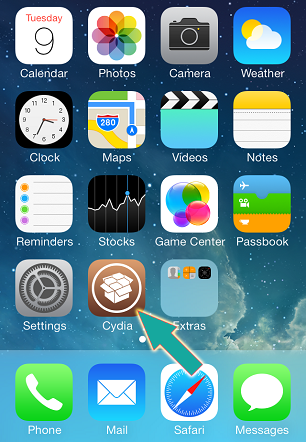 Tuesday
9
Calendar Photos Camera Weather
280
Clock Maps Videos Notes
Reminders Stocks Game Center Passbook
Settings Cydia Extras
Phone Mail Safari Messages